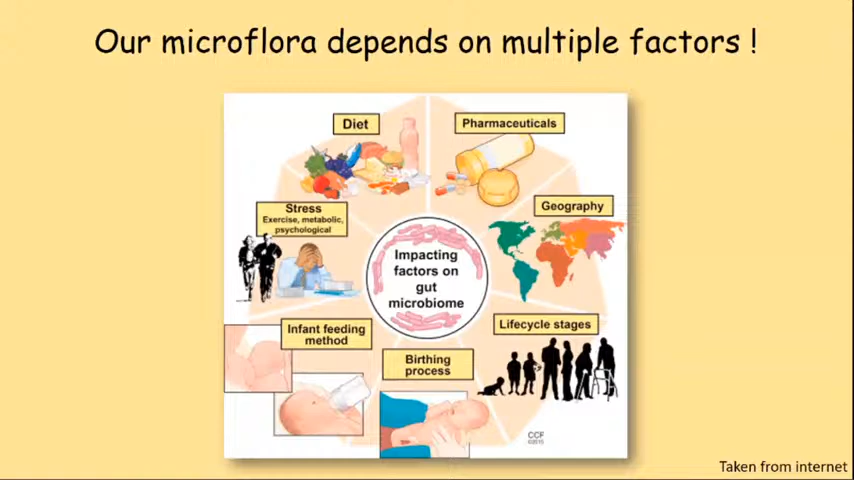 Our microflora depends on multiple factors !
Diet
Pharmaceuticals
Stress
Exercise, metabolic,
psychological
Geography
Impacting
factors on
gut
microbiome
Infant feeding
method
Lifecycle stages
Birthing
process
CCF
©2015
Taken from internet